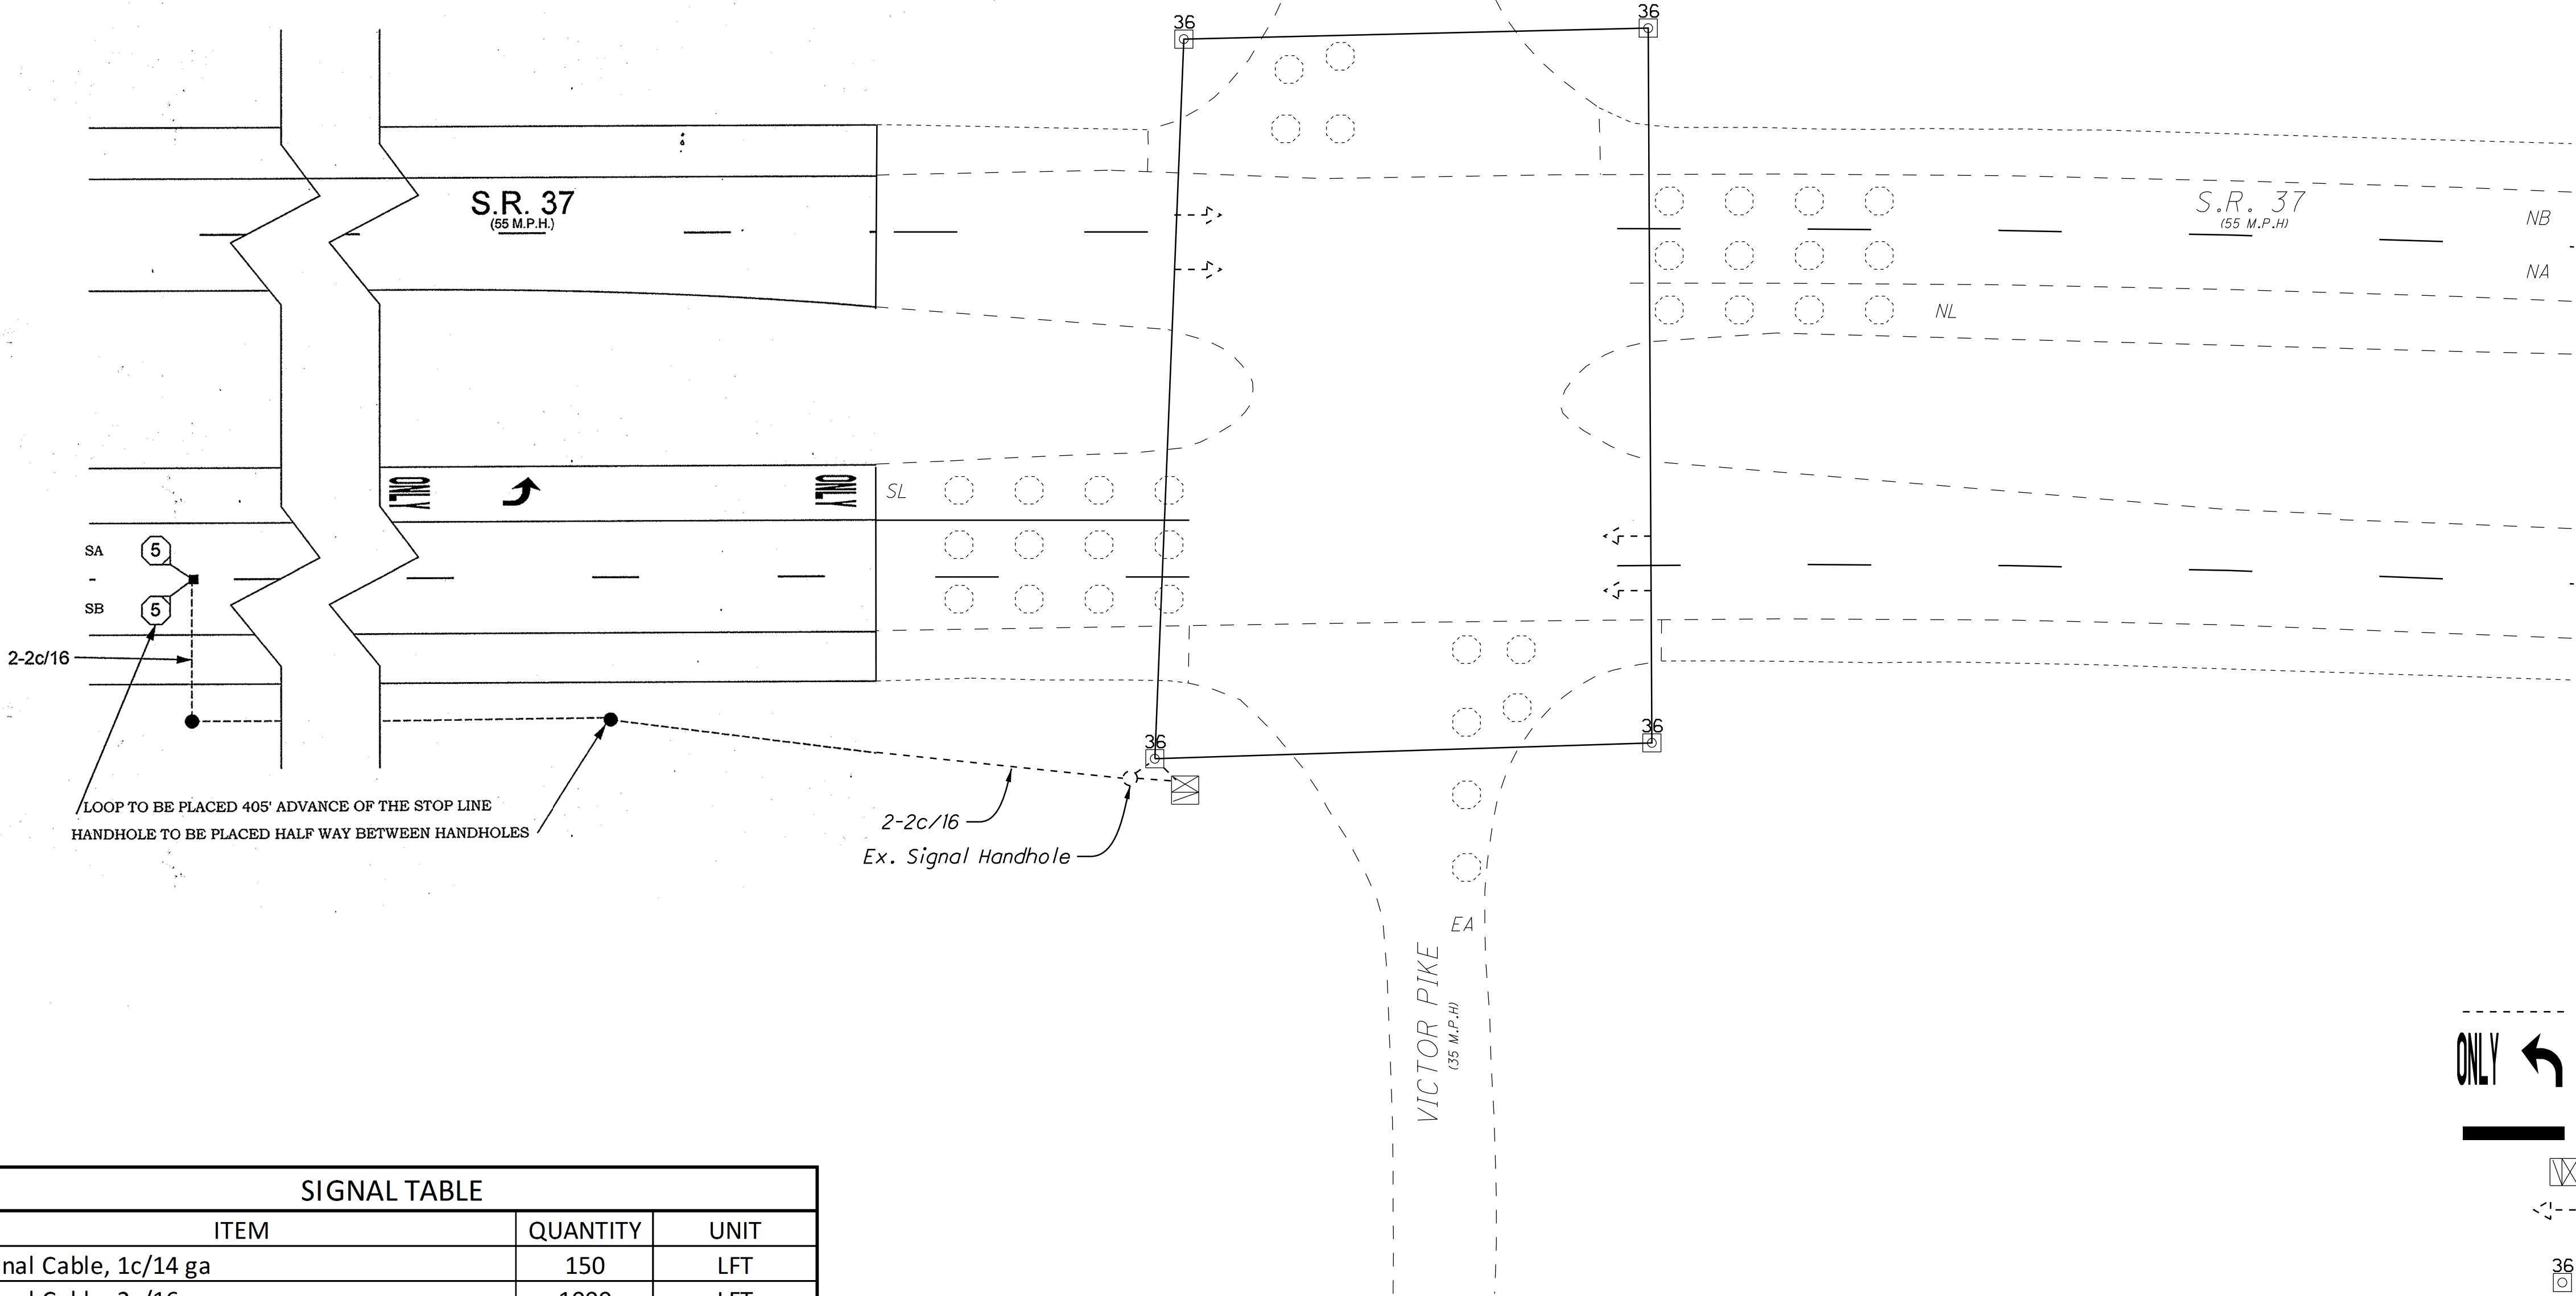 36
36
S.R. 37
(55 M.P.H.)
S.R. 37
(55 M.P.H)
NB
NA
NL
ONLY
ONLY
SL
SA
5
SB
5
2-2c/16
36
36
LOOP TO BE PLACED 405' ADVANCE OF THE STOP LINE
HANDHOLE TO BE PLACED HALF WAY BETWEEN HANDHOLES
2-2c/16
Ex. Signal Handhole
EA
VICTOR PIKE
(35 M.P.H)
ONLY
36
SIGNAL TABLE
ITEM QUANTITY UNIT
nal Cable, 1c/14 ga 150 LFT